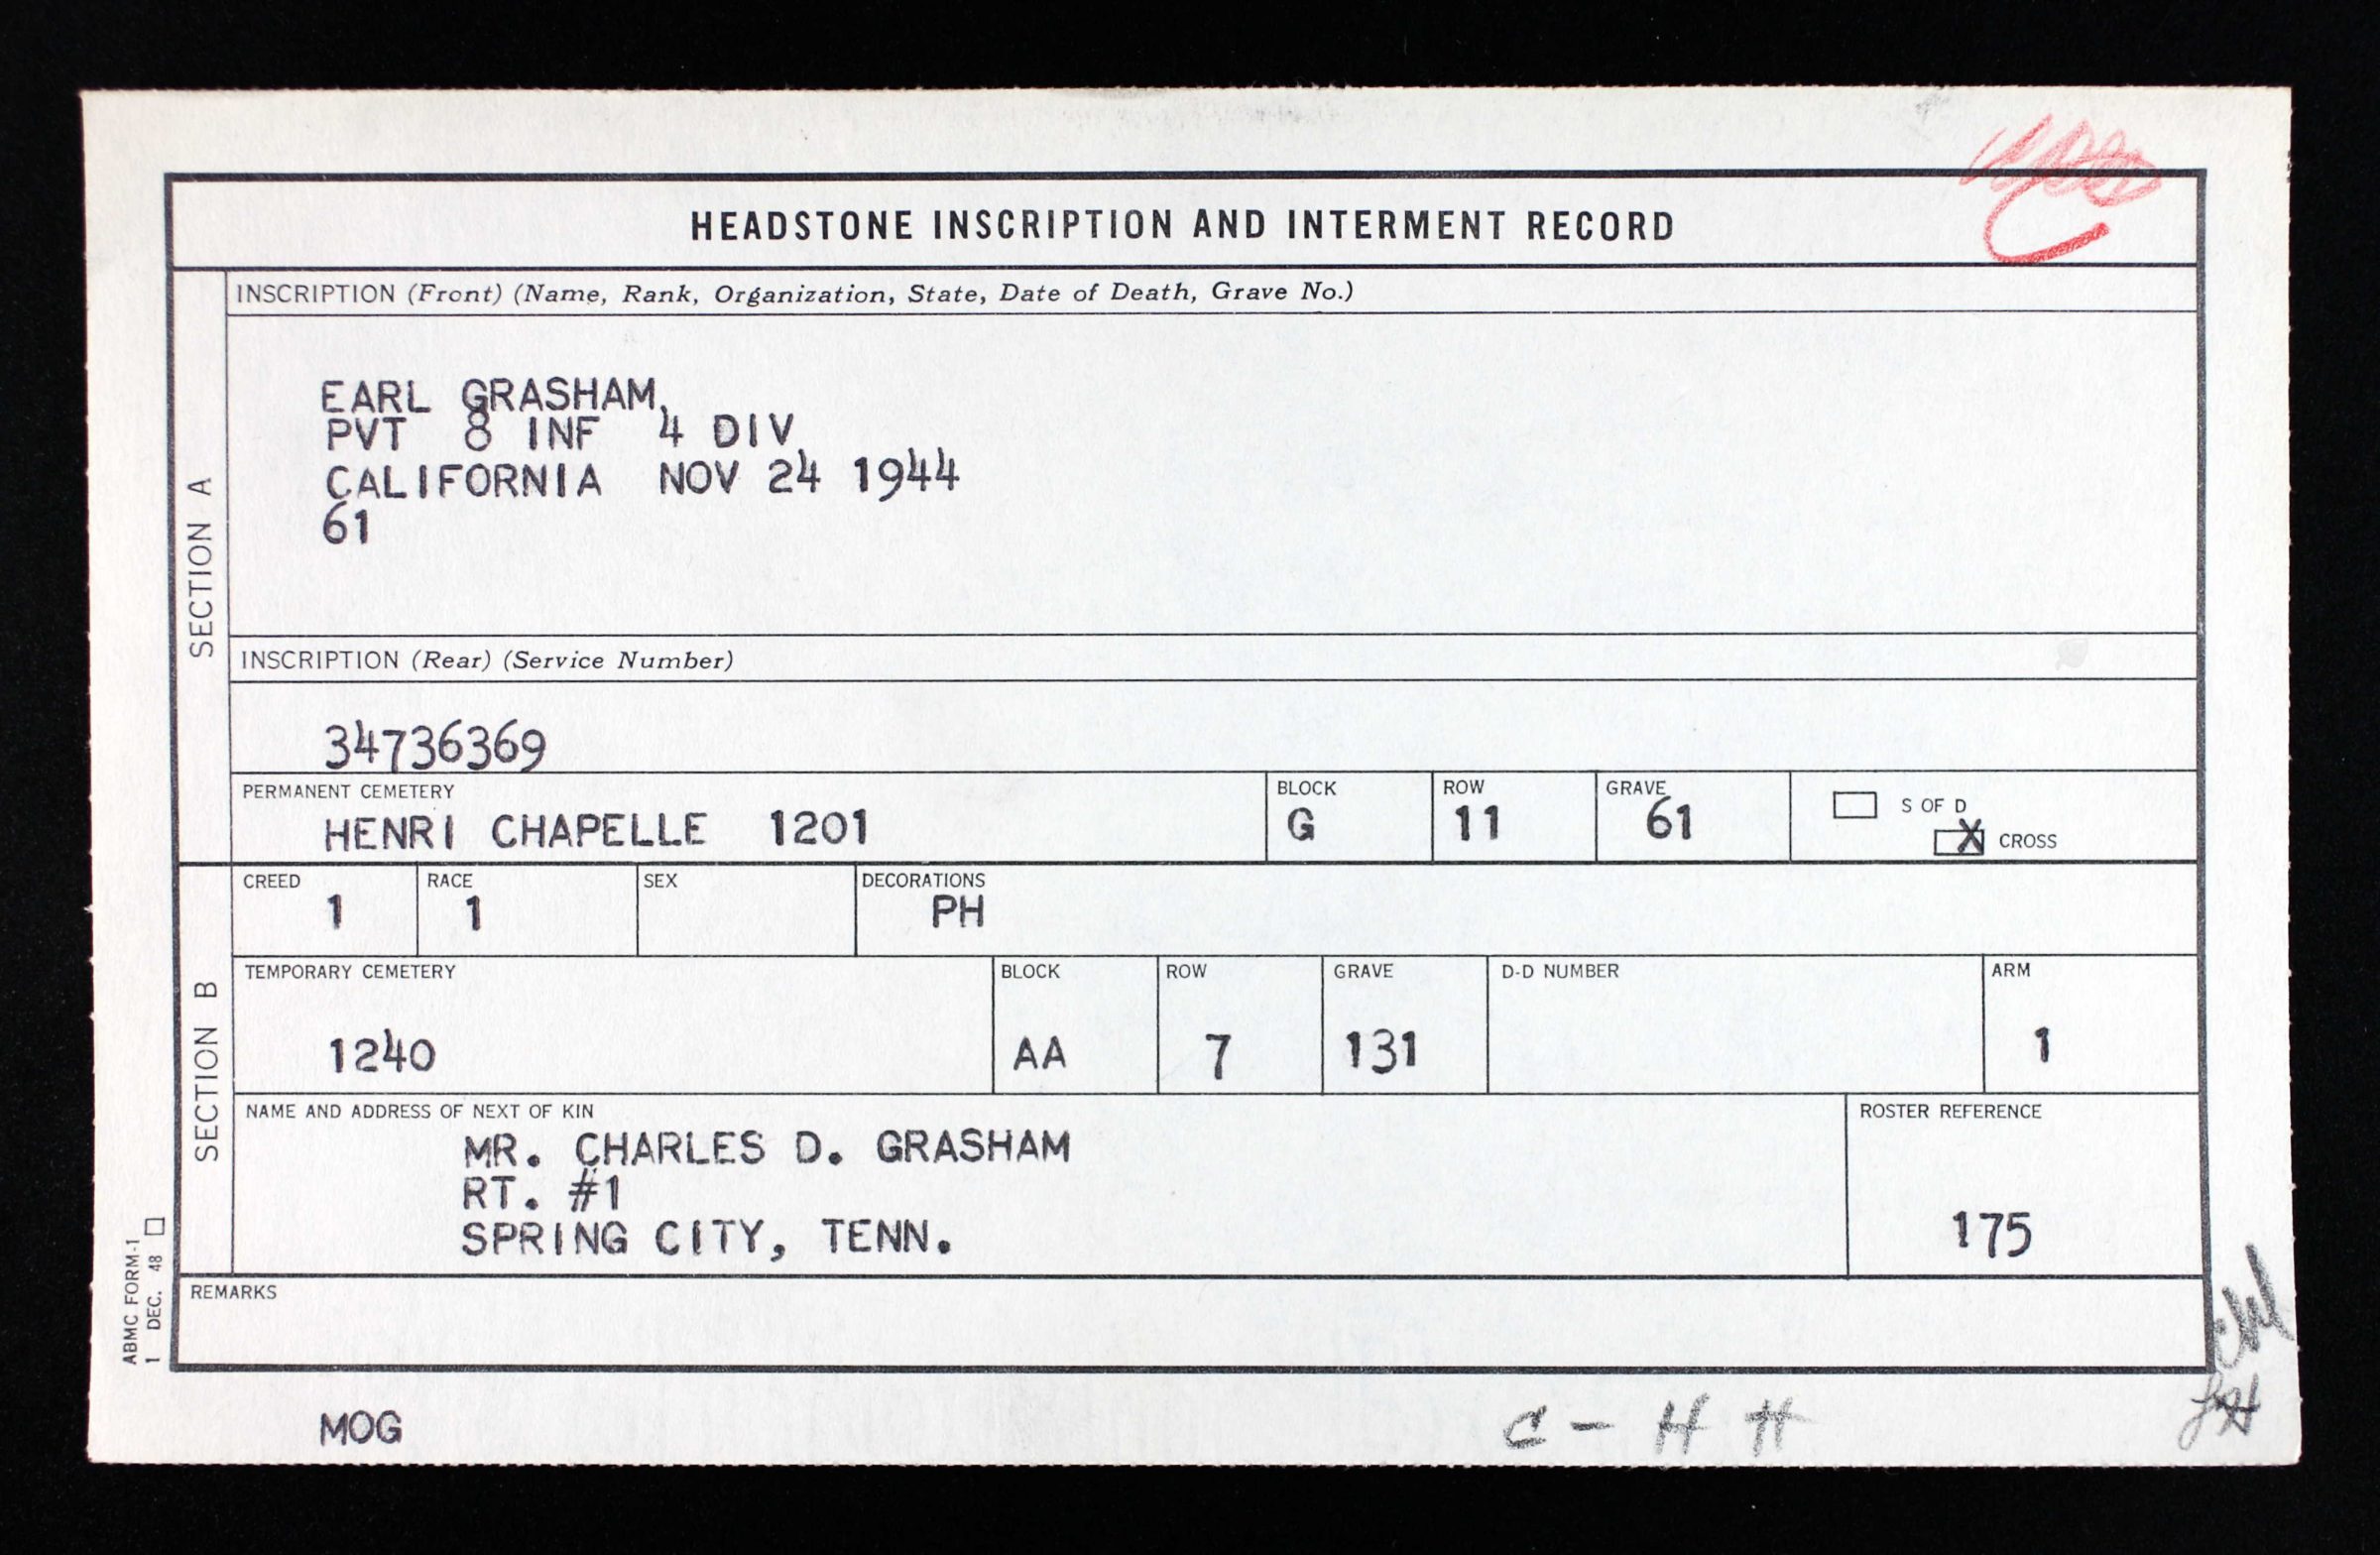 HEADSTONE INSCRIPTION AND INTERMENT RECORD
SECTION A
INSCRIPTION (Front) (Name, Rank, Organization, State, Date of Death, Grave No.)
EARL GRASHAM,
PVT 8 INF 4 DIV
CALIFORNIA NOV 24 1944
61
INSCRIPTION (Rear) (Service Number)
34736369
PERMANENT CEMETERY BLOCK ROW GRAVE
HENRI CHAPELLE 1201 G 11 61
S OF D
X CROSS
SECTION B
CREED RACE SEX DECORATIONS
1 1 PH
TEMPORARY CEMETERY BLOCK ROW GRAVE D-D NUMBER ARM
1240 AA 7 131 1
NAME AND ADDRESS OF NEXT OF KIN ROSTER REFERENCE
MR. CHARLES D. GRASHAM
RT. #1
SPRING CITY, TENN. 175
REMARKS
ABMC FORM-1
1 DEC. 48
MOG
C - H H